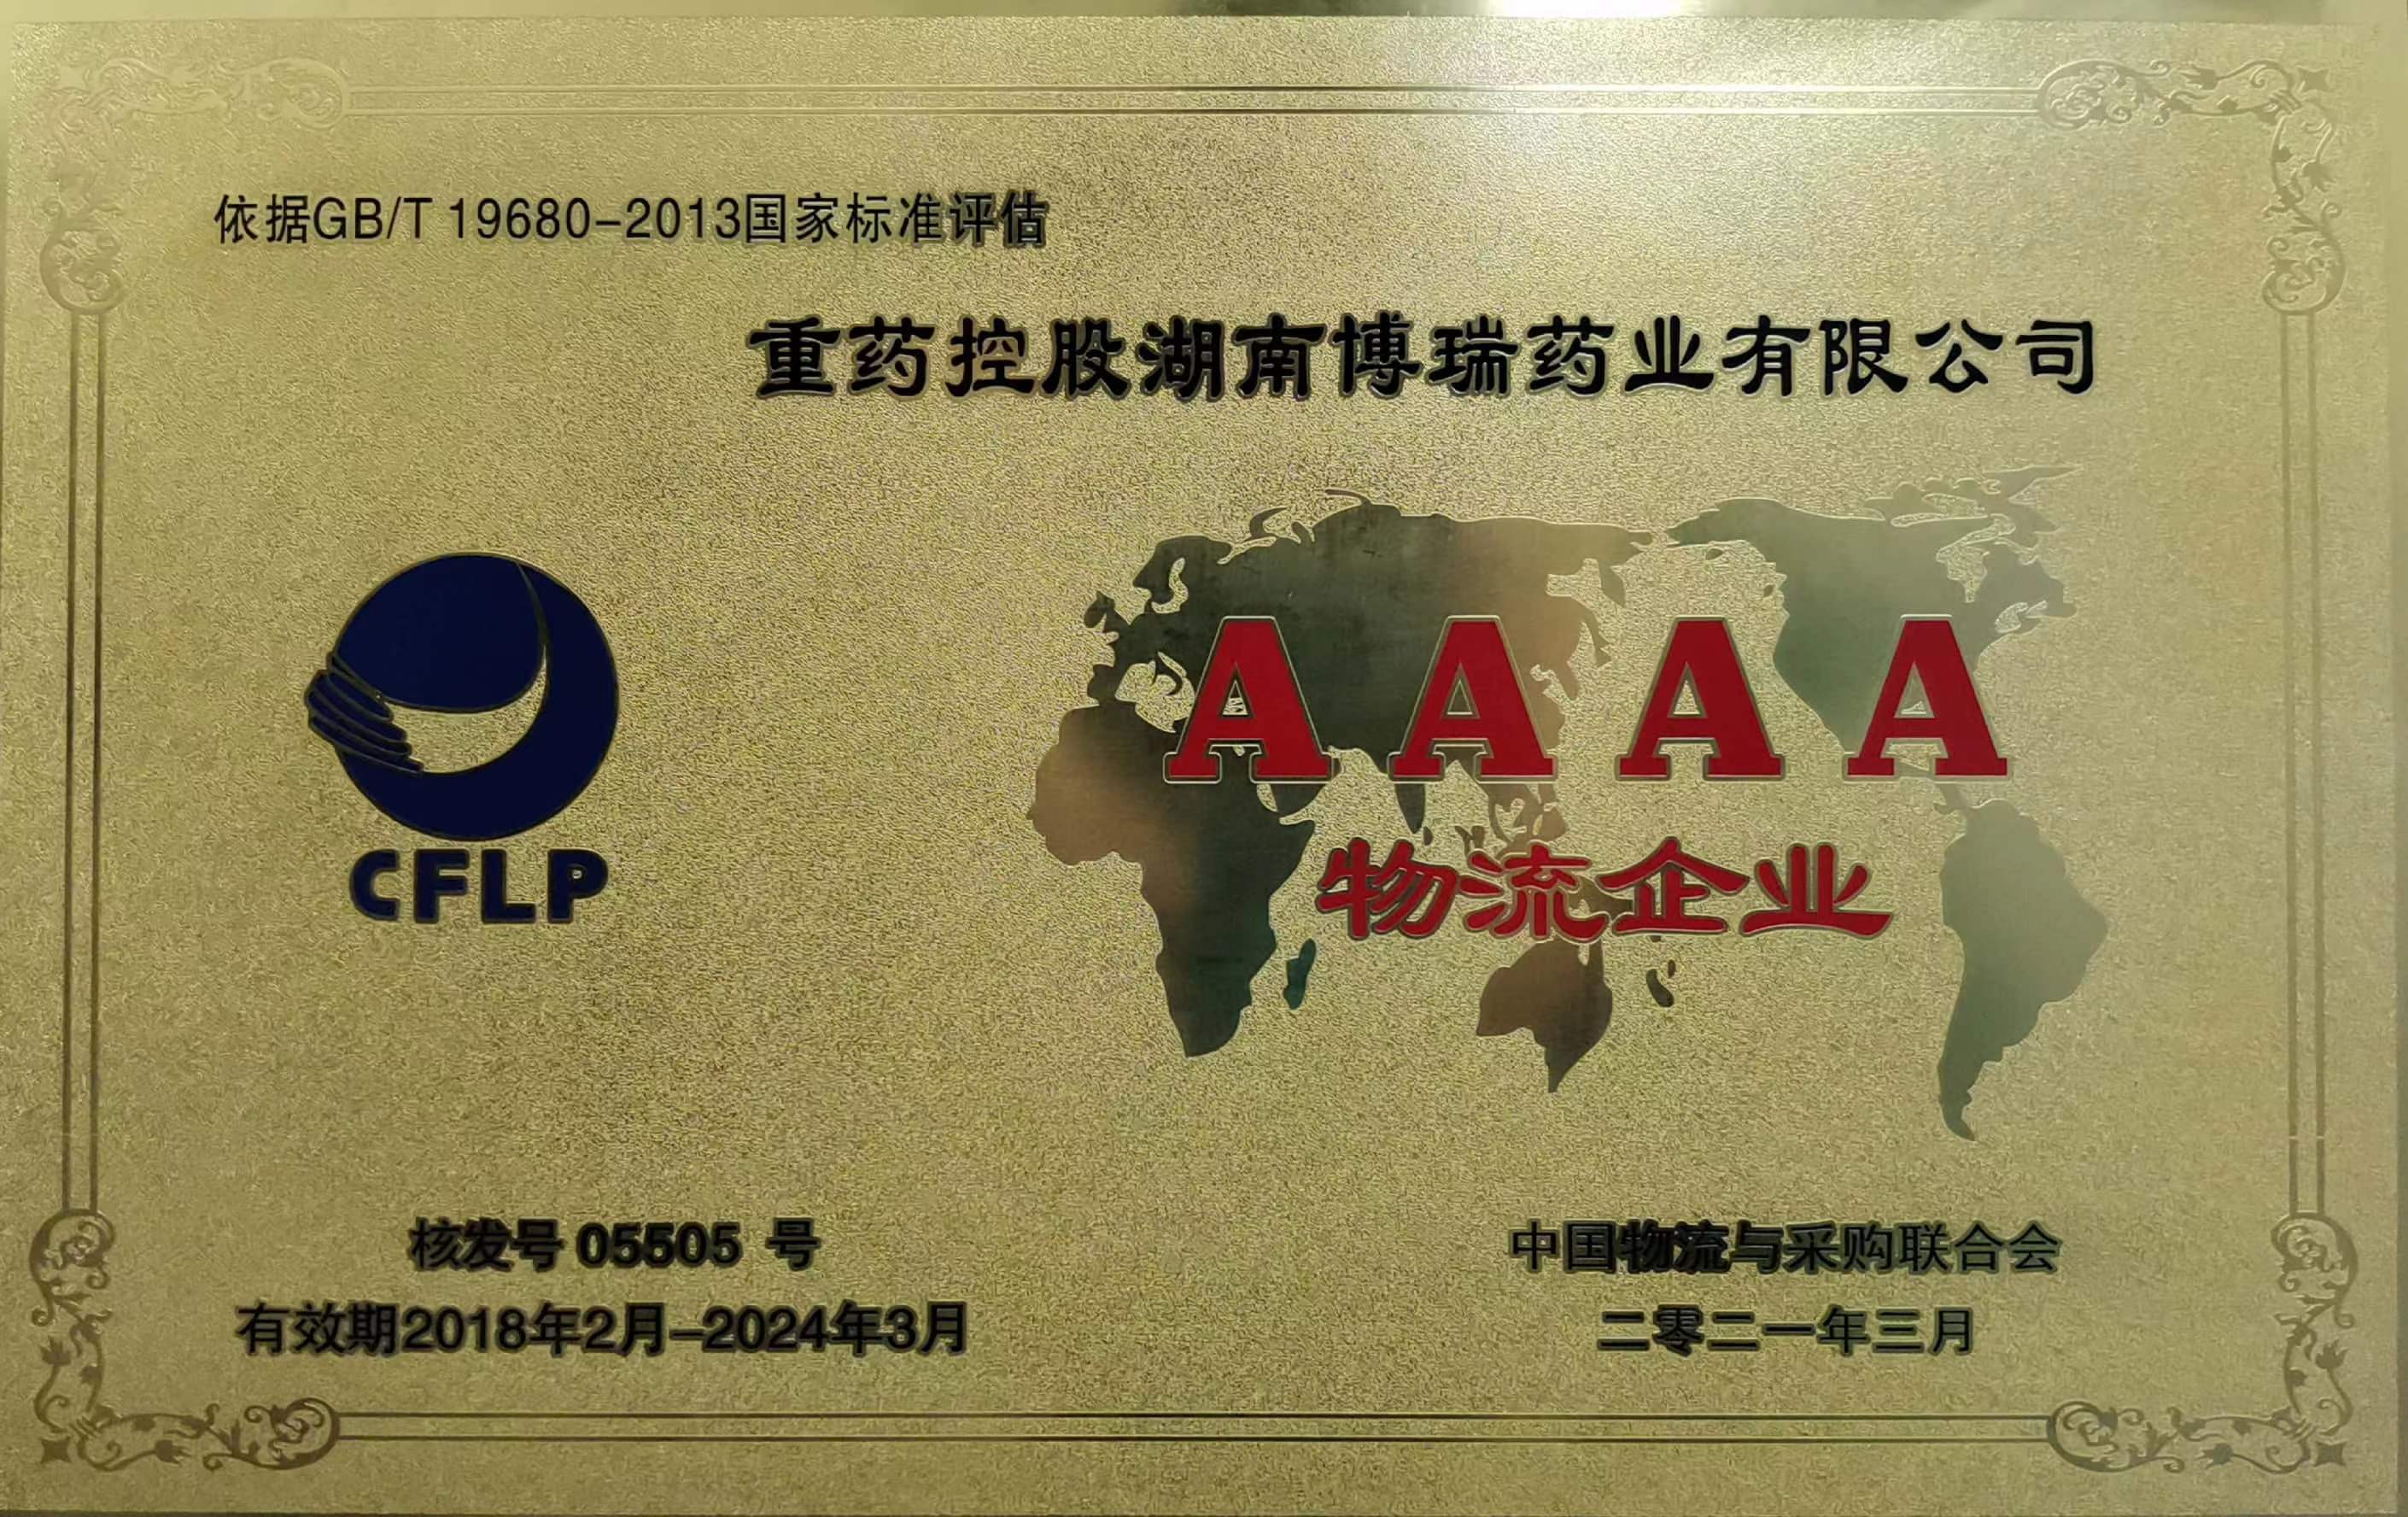 依据GB/T 19680-2013国家标准评估
重药控股湖南博瑞药业有限公司
AAAA
物流企业
CFLP
核发号 05505 号
有效期2018年2月-2024年3月
中国物流与采购联合会
二零二一年三月